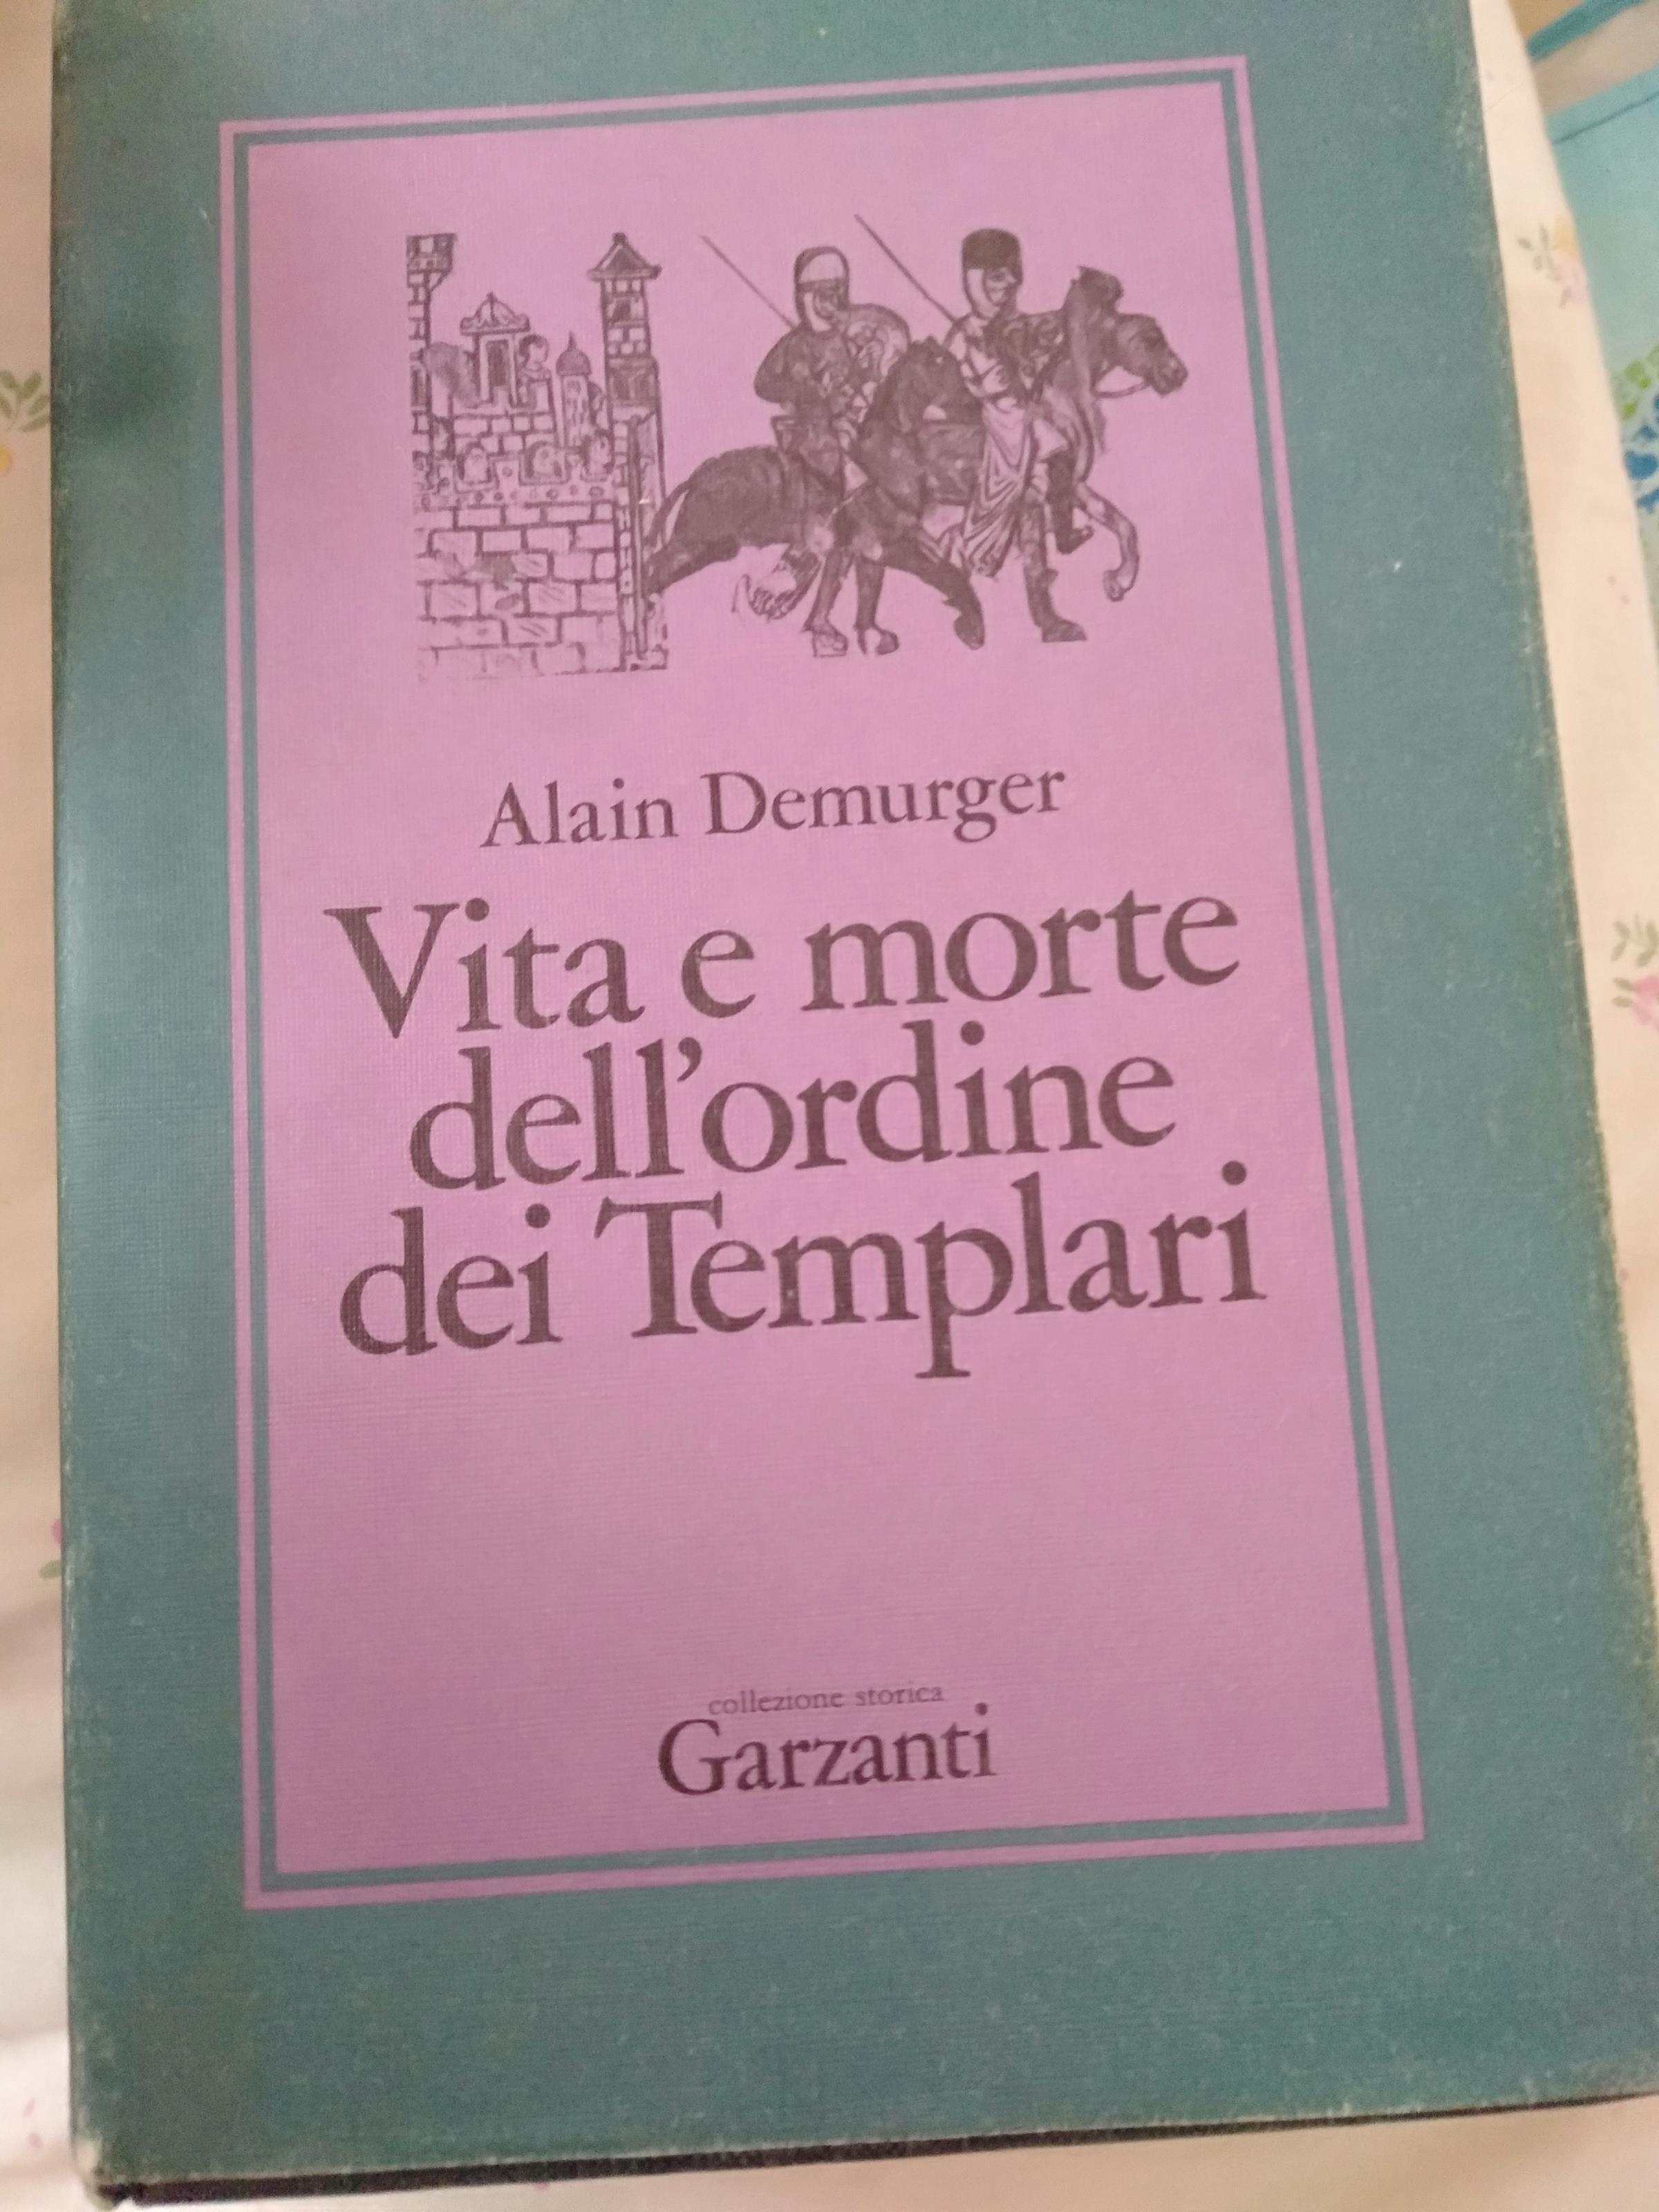 Alain Demurger
Vita e morte
dell'ordine
dei Templari
collezione storica
Garzanti